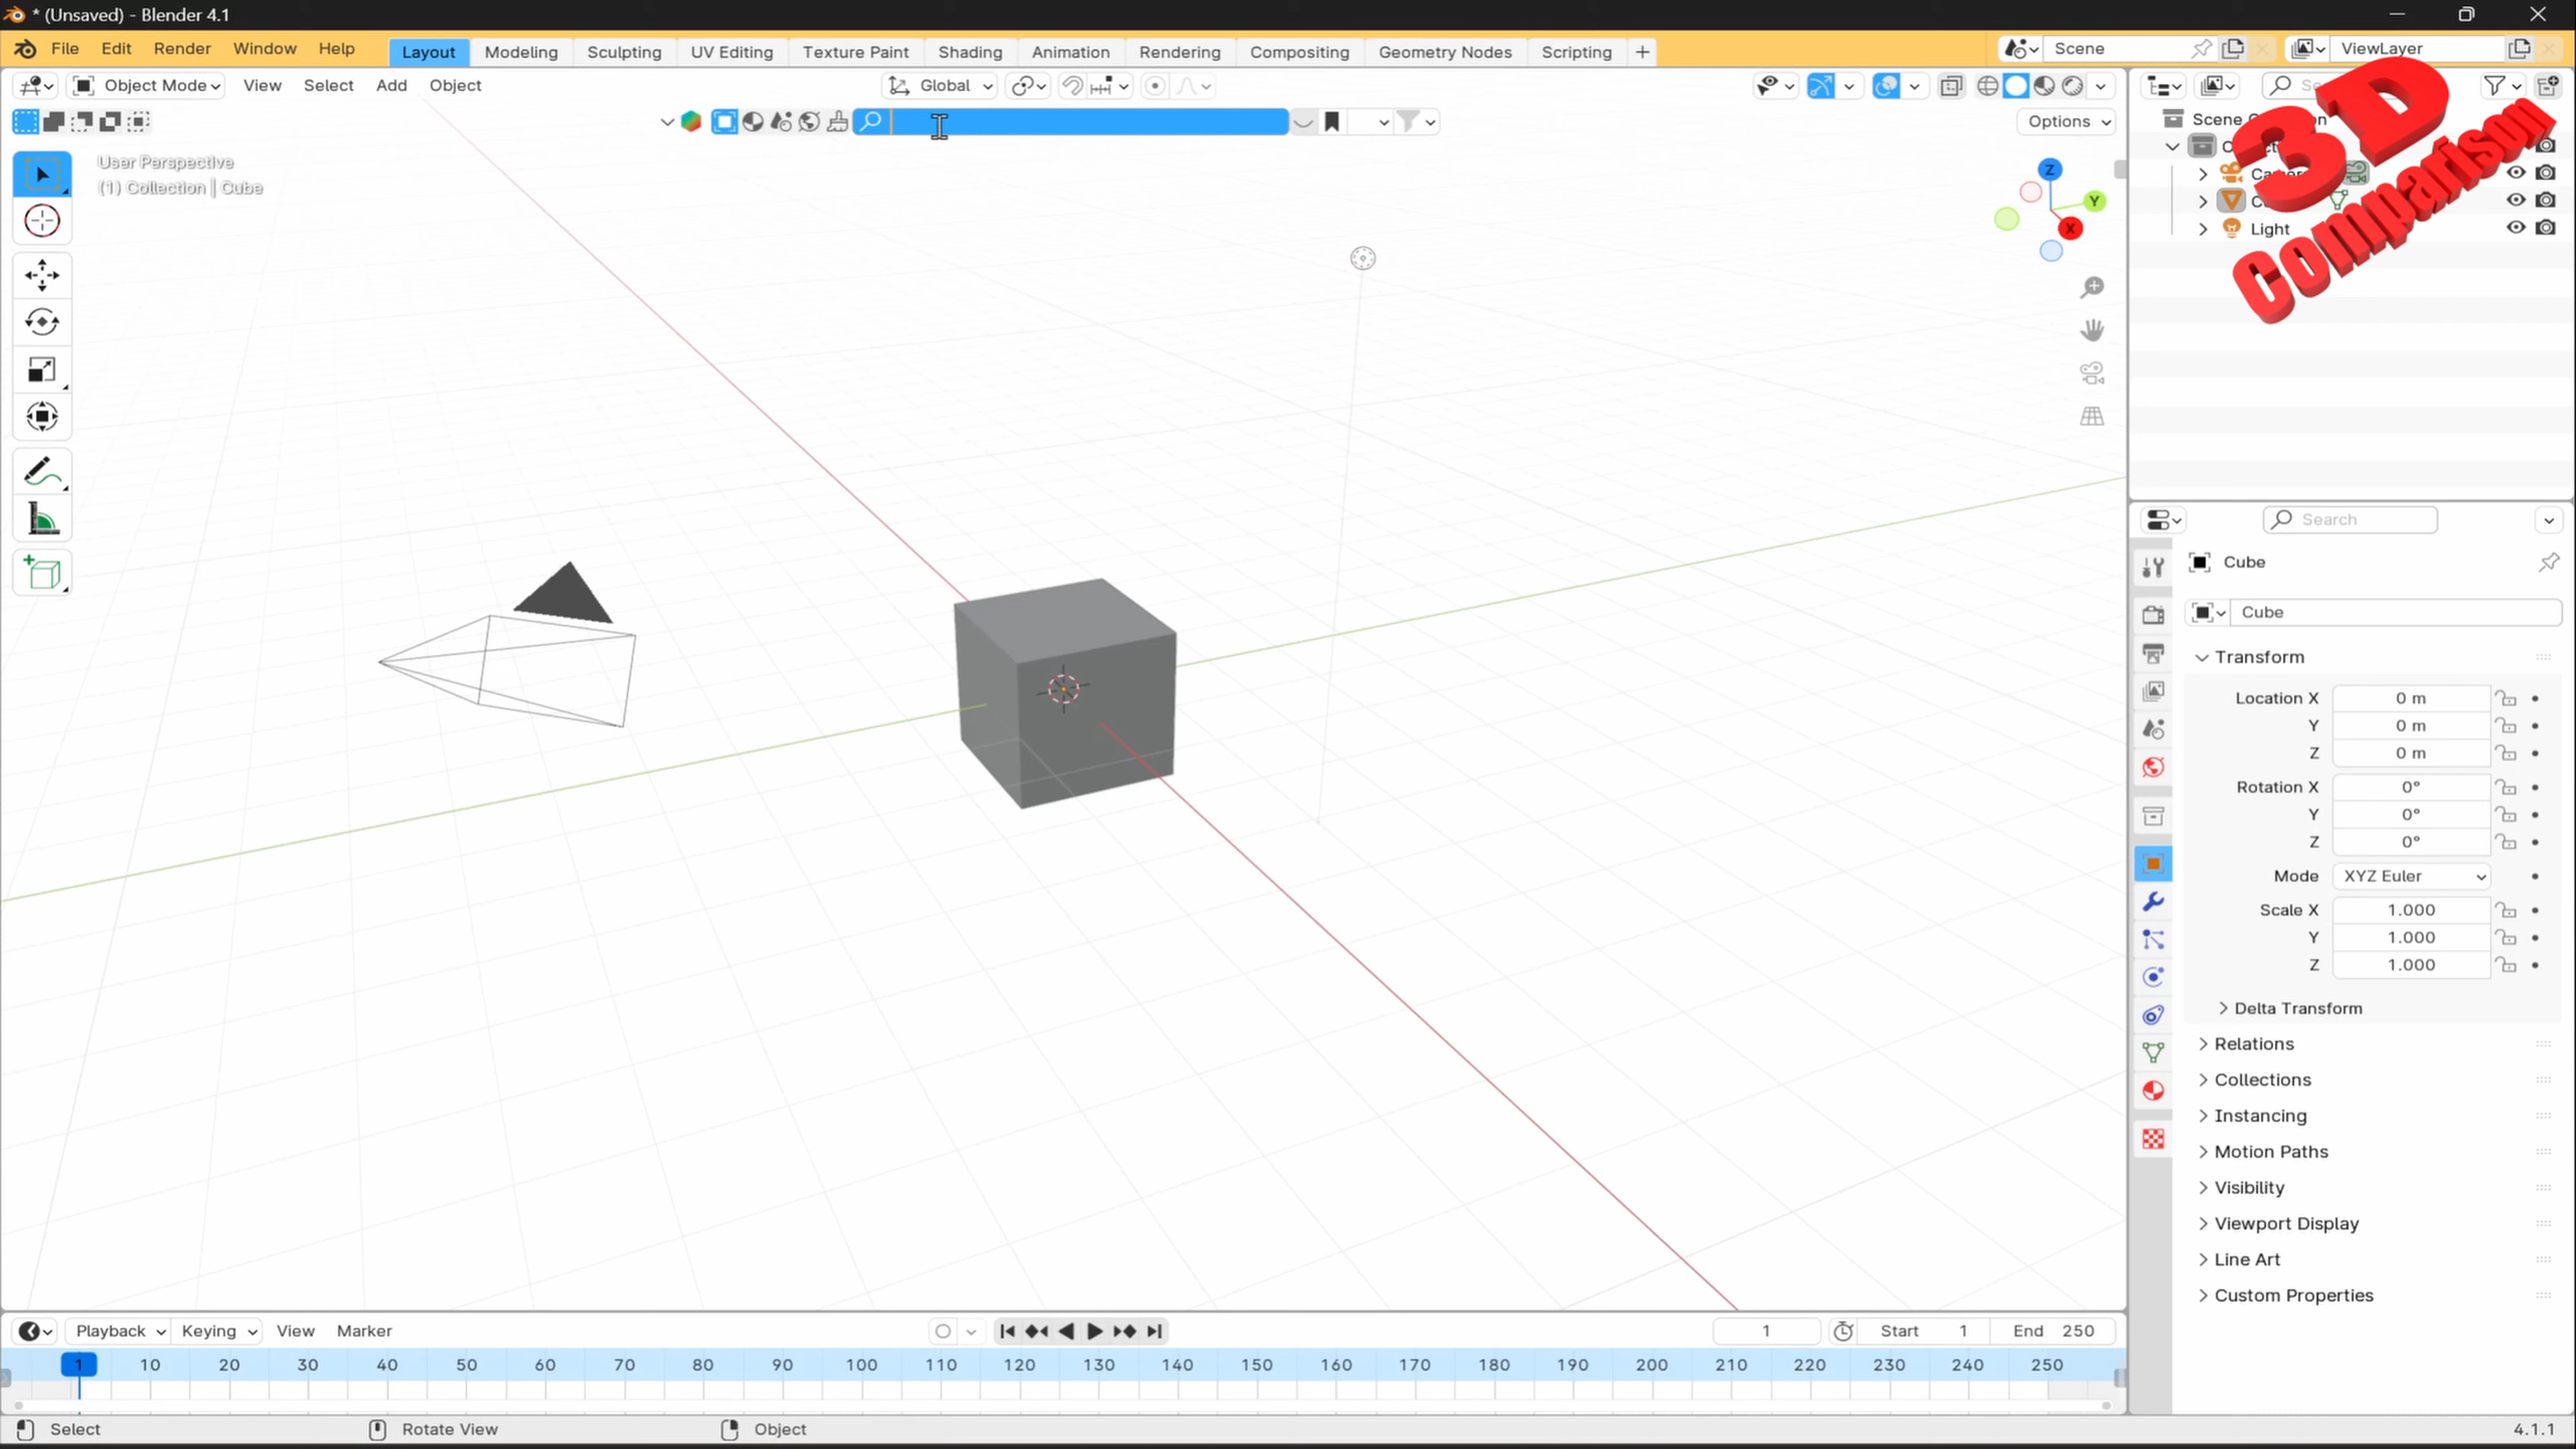 * (Unsaved) - Blender 4.1
File Edit Render Window Help Layout Modeling Sculpting UV Editing Texture Paint Shading Animation Rendering Compositing Geometry Nodes Scripting + Scene ViewLayer
Object Mode View Select Add Object Global
Options
User Perspective
(1) Collection | Cube
Z
Y
X
Scene
Light
3D
Comparison
Search
Cube
Cube
Transform
Location X 0 m
Y 0 m
Z 0 m
Rotation X 0°
Y 0°
Z 0°
Mode XYZ Euler
Scale X 1.000
Y 1.000
Z 1.000
Delta Transform
Relations
Collections
Instancing
Motion Paths
Visibility
Viewport Display
Line Art
Custom Properties
Playback Keying View Marker 1 Start 1 End 250
1 10 20 30 40 50 60 70 80 90 100 110 120 130 140 150 160 170 180 190 200 210 220 230 240 250
Select Rotate View Object 4.1.1